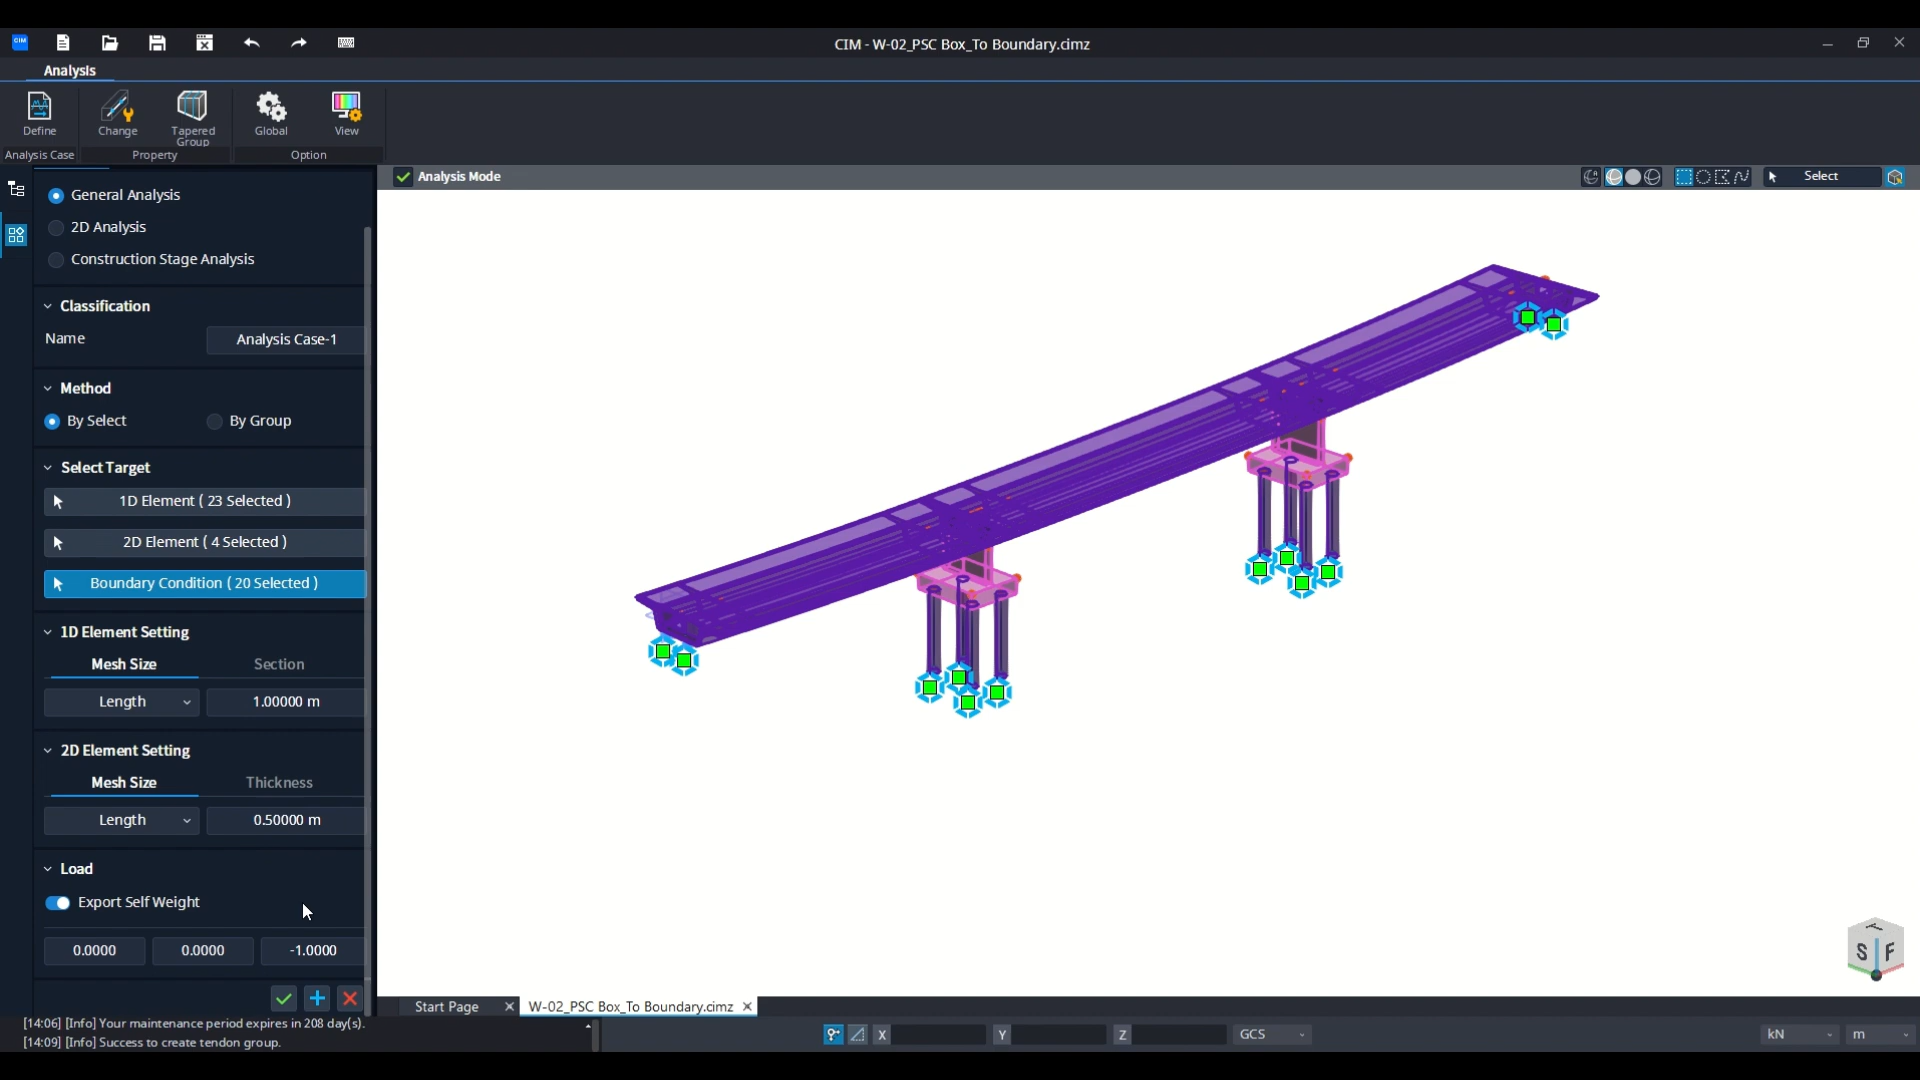 CIM
CIM - W-02_PSC Box_To Boundary.cimz
Analysis
Define
Change
Tapered
Group
Global
View
Analysis Case
Property
Option
Analysis Mode
Select
General Analysis
2D Analysis
Construction Stage Analysis
Classification
Name
Analysis Case-1
Method
By Select
By Group
Select Target
1D Element ( 23 Selected )
2D Element ( 4 Selected )
Boundary Condition ( 20 Selected )
1D Element Setting
Mesh Size
Section
Length
1.00000 m
2D Element Setting
Mesh Size
Thickness
Length
0.50000 m
Load
Export Self Weight
0.0000
0.0000
-1.0000
S F
Start Page
W-02_PSC Box_To Boundary.cimz
[14:06] [Info] Your maintenance period expires in 208 day(s).
[14:09] [Info] Success to create tendon group.
X
Y
Z
GCS
kN
m